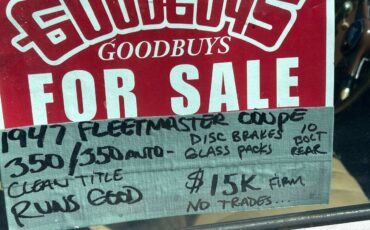 GOODGUYS
GOODBUYS
FOR SALE
1947 FLEETMASTER COUPE
350/350 AUTO- DISC BRAKES 10 BOLT REAR
GLASS PACKS
CLEAN TITLE
RUNS GOOD $15K FIRM
NO TRADES...